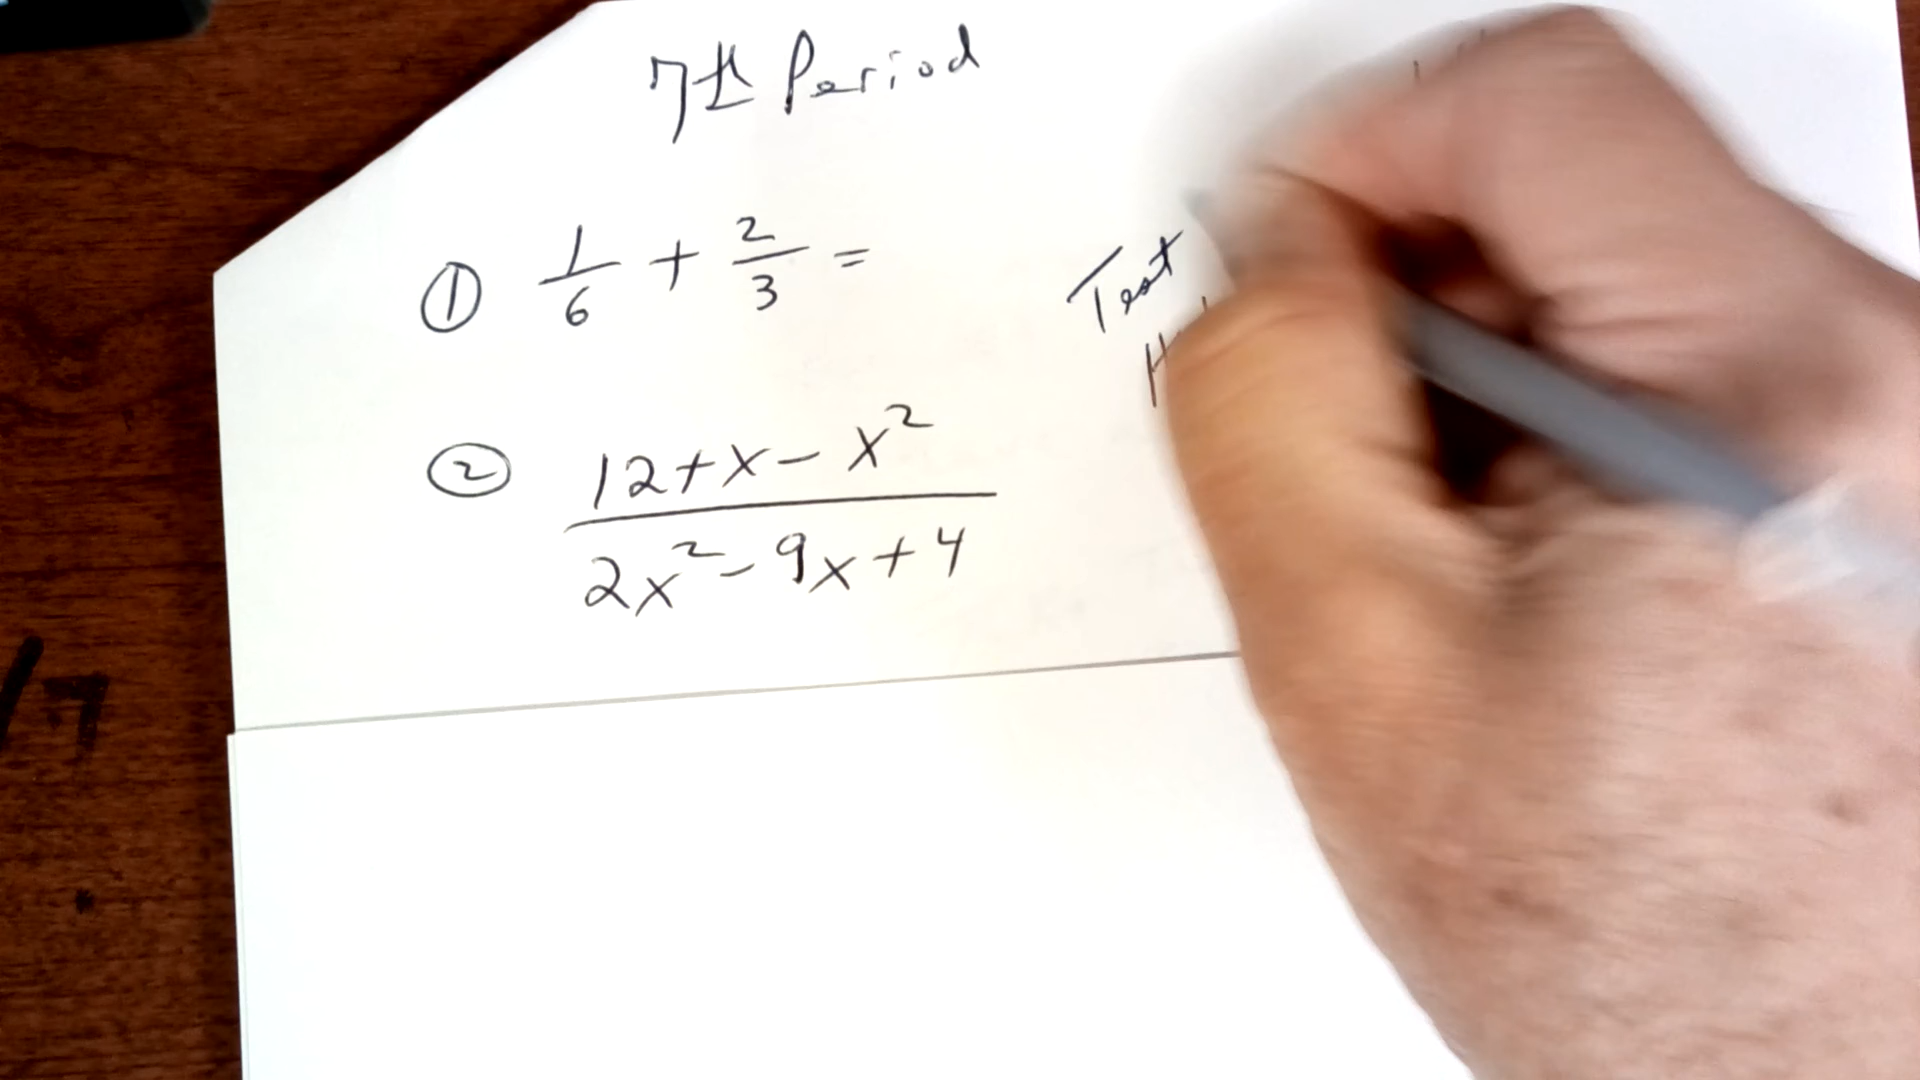 7th Period
① 1/6 + 2/3 =
② (12+x-x²)/(2x²-9x+4)
Test